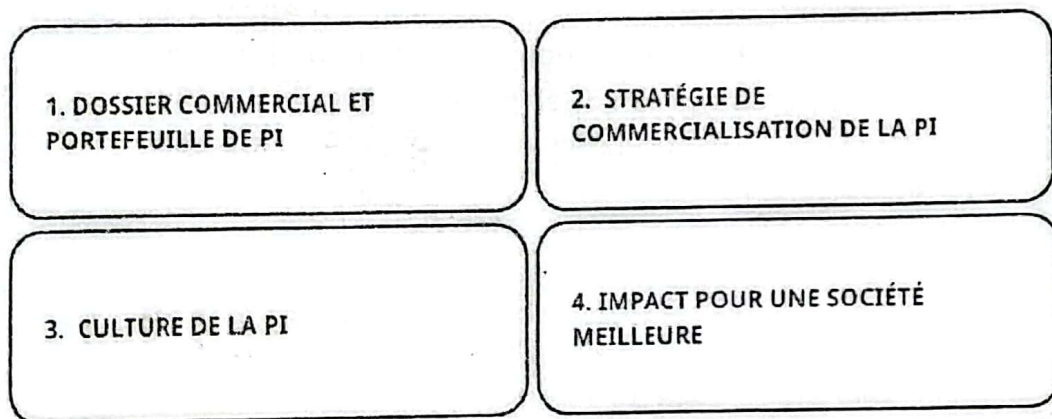 1. DOSSIER COMMERCIAL ET
PORTEFEUILLE DE PI
2. STRATÉGIE DE
COMMERCIALISATION DE LA PI
3. CULTURE DE LA PI
4. IMPACT POUR UNE SOCIÉTÉ
MEILLEURE